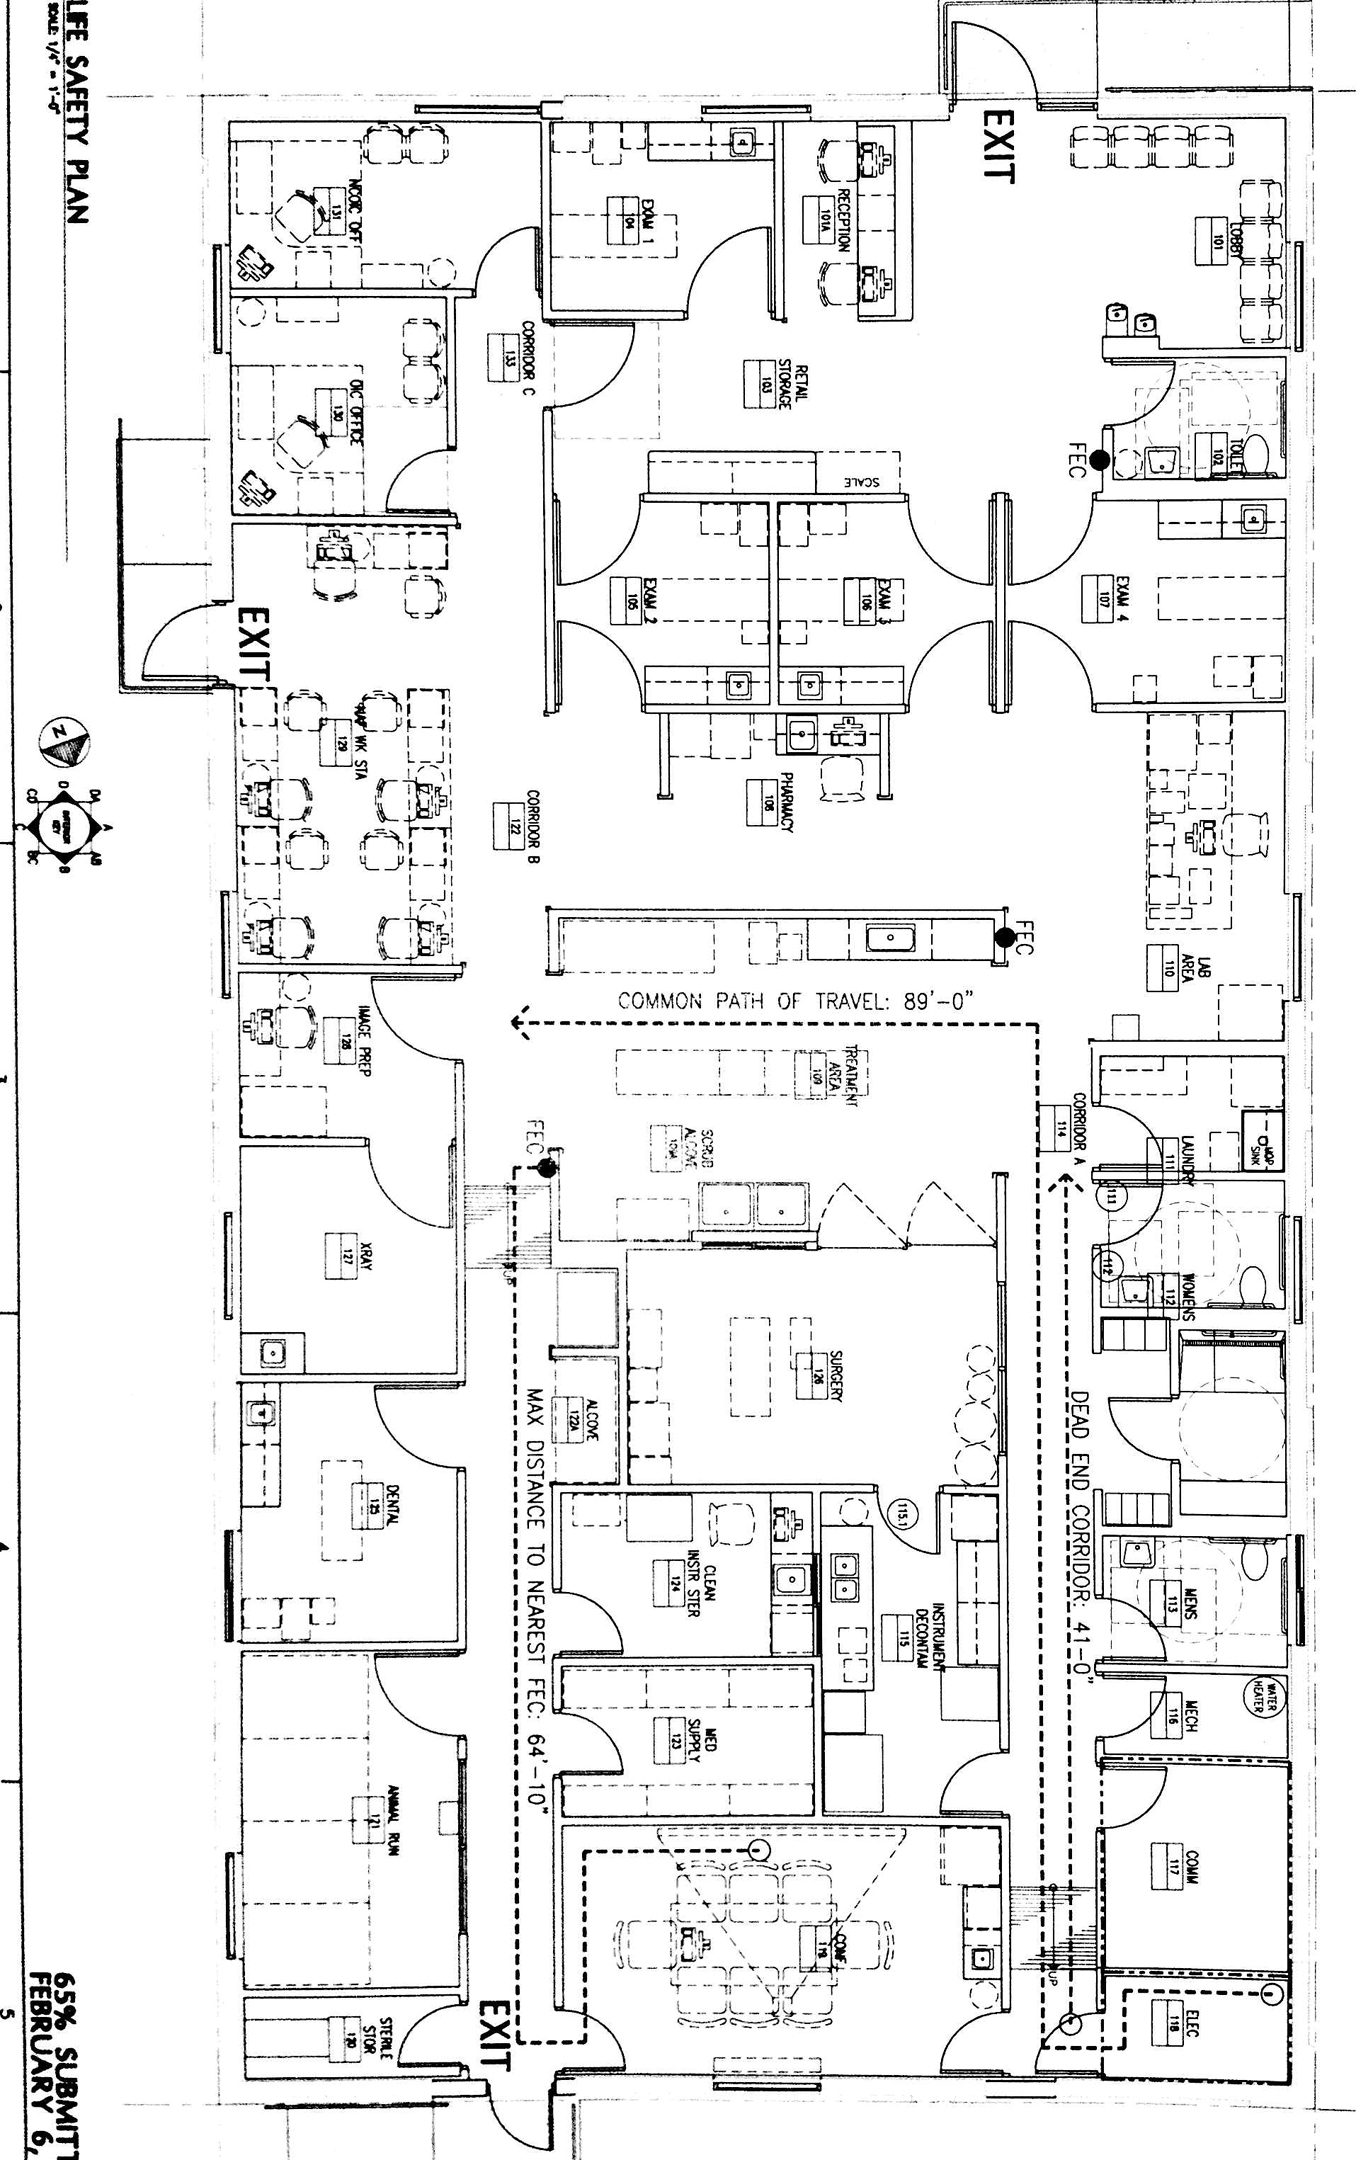 LIFE SAFETY PLAN
SCALE: 1/4" = 1'-0"
EXIT
LOBBY
101
RECEPTION
101A
EXAM 1
104
NCOIC OFF
131
TOILET
102
FEC
RETAIL
STORAGE
103
CORRIDOR C
133
OIC OFFICE
130
SCALE
EXAM 4
107
EXAM 3
106
EXAM 2
105
EXIT
WK STA
129
PHARMACY
108
CORRIDOR B
122
LAB
AREA
110
FEC
COMMON PATH OF TRAVEL: 89'-0"
IMAGE PREP
128
TREATMENT
AREA
109
SCRUB
ALCOVE
109A
FEC
CORRIDOR A
114
MOP
SINK
LAUNDRY
111
111
112
WOMENS
112
XRAY
127
UP
SURGERY
126
ALCOVE
122A
MAX DISTANCE TO NEAREST FEC: 64'-10"
DEAD END CORRIDOR: 41'-0"
DENTAL
125
CLEAN
INSTR STER
124
115.1
INSTRUMENT
DECONTAM
115
MENS
113
WATER
HEATER
MECH
116
MED
SUPPLY
123
COMM
117
ANIMAL RUN
121
CONF
119
UP
ELEC
118
STERILE
STOR
120
EXIT
N
A
AB
B
BC
C
CD
D
DA
INTERIOR
KEY
3
4
5
65% SUBMITT
FEBRUARY 6,